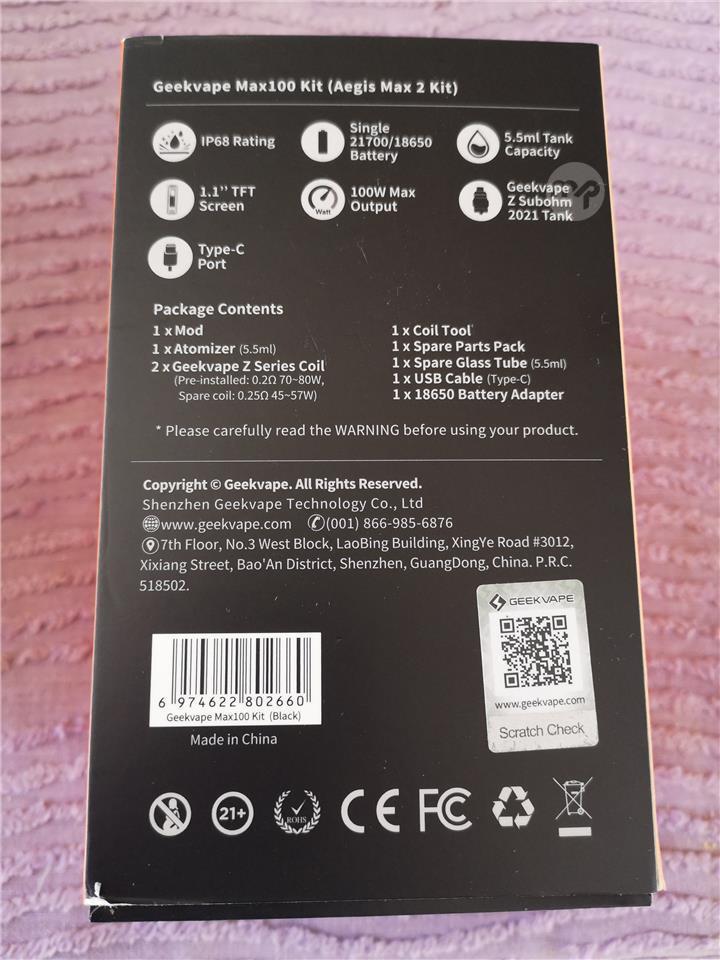 Geekvape Max100 Kit (Aegis Max 2 Kit)
IP68 Rating
Single
21700/18650
Battery
5.5ml Tank
Capacity
1.1’’ TFT
Screen
Watt
100W Max
Output
Geekvape
Z Subohm
2021 Tank
Type-C
Port
Package Contents
1 x Mod
1 x Atomizer (5.5ml)
2 x Geekvape Z Series Coil
(Pre-installed: 0.2Ω 70~80W,
Spare coil: 0.25Ω 45~57W)
1 x Coil Tool
1 x Spare Parts Pack
1 x Spare Glass Tube (5.5ml)
1 x USB Cable (Type-C)
1 x 18650 Battery Adapter
* Please carefully read the WARNING before using your product.
Copyright © Geekvape. All Rights Reserved.
Shenzhen Geekvape Technology Co., Ltd
www.geekvape.com (001) 866-985-6876
7th Floor, No.3 West Block, LaoBing Building, XingYe Road #3012,
Xixiang Street, Bao'An District, Shenzhen, GuangDong, China. P.R.C.
518502.
GEEKVAPE
www.geekvape.com
Scratch Check
6 974622 802660
Geekvape Max100 Kit (Black)
Made in China
21+
ROHS
CE
FC